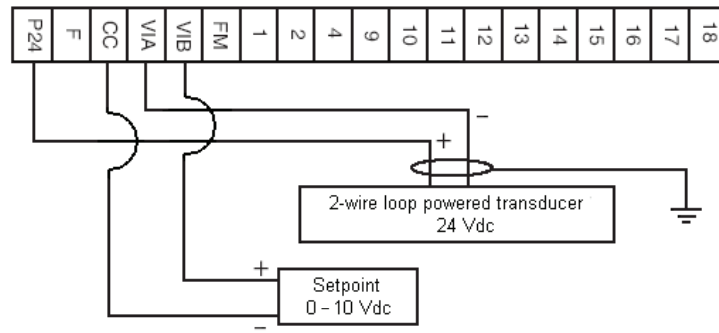 P24 F CC VIA VIB FM 1 2 4 9 10 11 12 13 14 15 16 17 18
−
+
2-wire loop powered transducer
24 Vdc
+
Setpoint
0 – 10 Vdc
−